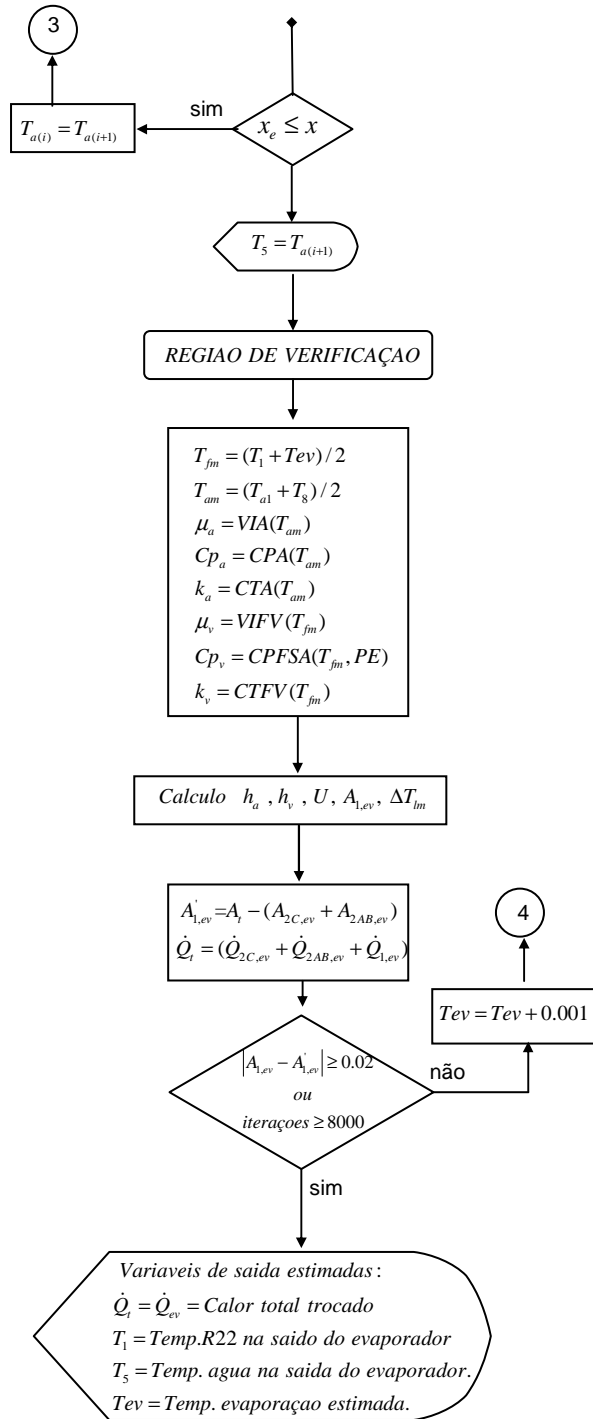 3
sim
T_{a(i)} = T_{a(i+1)}
x_e ≤ x
T_5 = T_{a(i+1)}
REGIAO DE VERIFICAÇAO
T_{fm} = (T_1 + Tev) / 2
T_{am} = (T_{a1} + T_8) / 2
μ_a = VIA(T_{am})
Cp_a = CPA(T_{am})
k_a = CTA(T_{am})
μ_v = VIFV(T_{fm})
Cp_v = CPFSA(T_{fm}, PE)
k_v = CTFV(T_{fm})
Calculo h_a , h_v , U, A_{1,ev}, ΔT_{lm}
A^'_{1,ev} = A_t − (A_{2C,ev} + A_{2AB,ev})
Q̇_t = (Q̇_{2C,ev} + Q̇_{2AB,ev} + Q̇_{1,ev})
4
Tev = Tev + 0.001
|A_{1,ev} − A^'_{1,ev}| ≥ 0.02
ou
iteraçoes ≥ 8000
não
sim
Variaveis de saida estimadas :
Q̇_t = Q̇_{ev} = Calor total trocado
T_1 = Temp.R22 na saido do evaporador
T_5 = Temp. agua na saida do evaporador.
Tev = Temp. evaporaçao estimada.